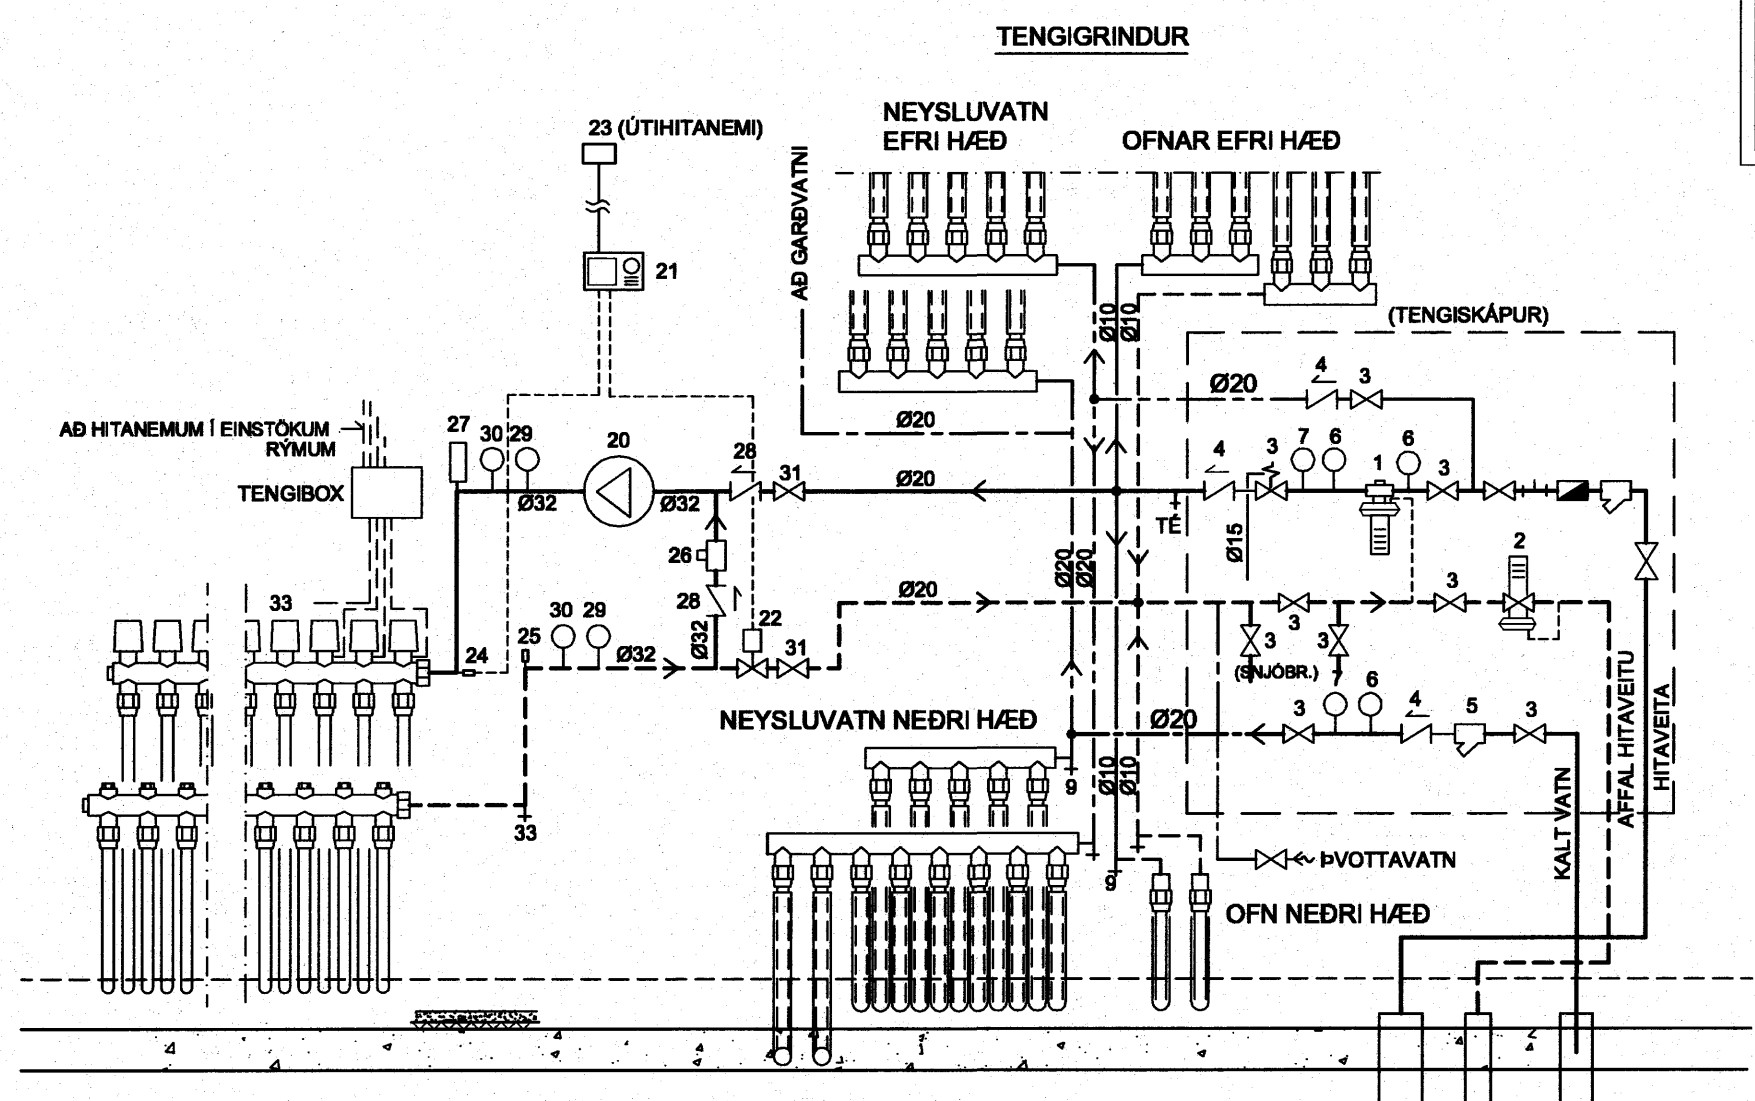 TENGIGRINDUR
NEYSLUVATN
EFRI HÆÐ
OFNAR EFRI HÆÐ
23 (ÚTIHITANEMI)
AÐ GARÐVATNI
21
(TENGISKÁPUR)
Ø10
Ø10
Ø20
4
3
AÐ HITANEMUM Í EINSTÖKUM
RÝMUM
TENGIBOX
27
30
29
20
28
31
Ø20
Ø32
Ø32
Ø20
4
3
7
6
1
6
3
TÉ
Ø15
26
28
Ø32
Ø20
Ø20
Ø20
2
3
33
24
25
30
29
Ø32
22
31
3
3
3
(SNJÓBR.)
7
6
4
5
3
3
NEYSLUVATN NEÐRI HÆÐ
Ø20
9
Ø10
Ø10
33
9
KALT VATN
AFFAL HITAVEITU
HITAVEITA
ÞVOTTAVATN
OFN NEÐRI HÆÐ